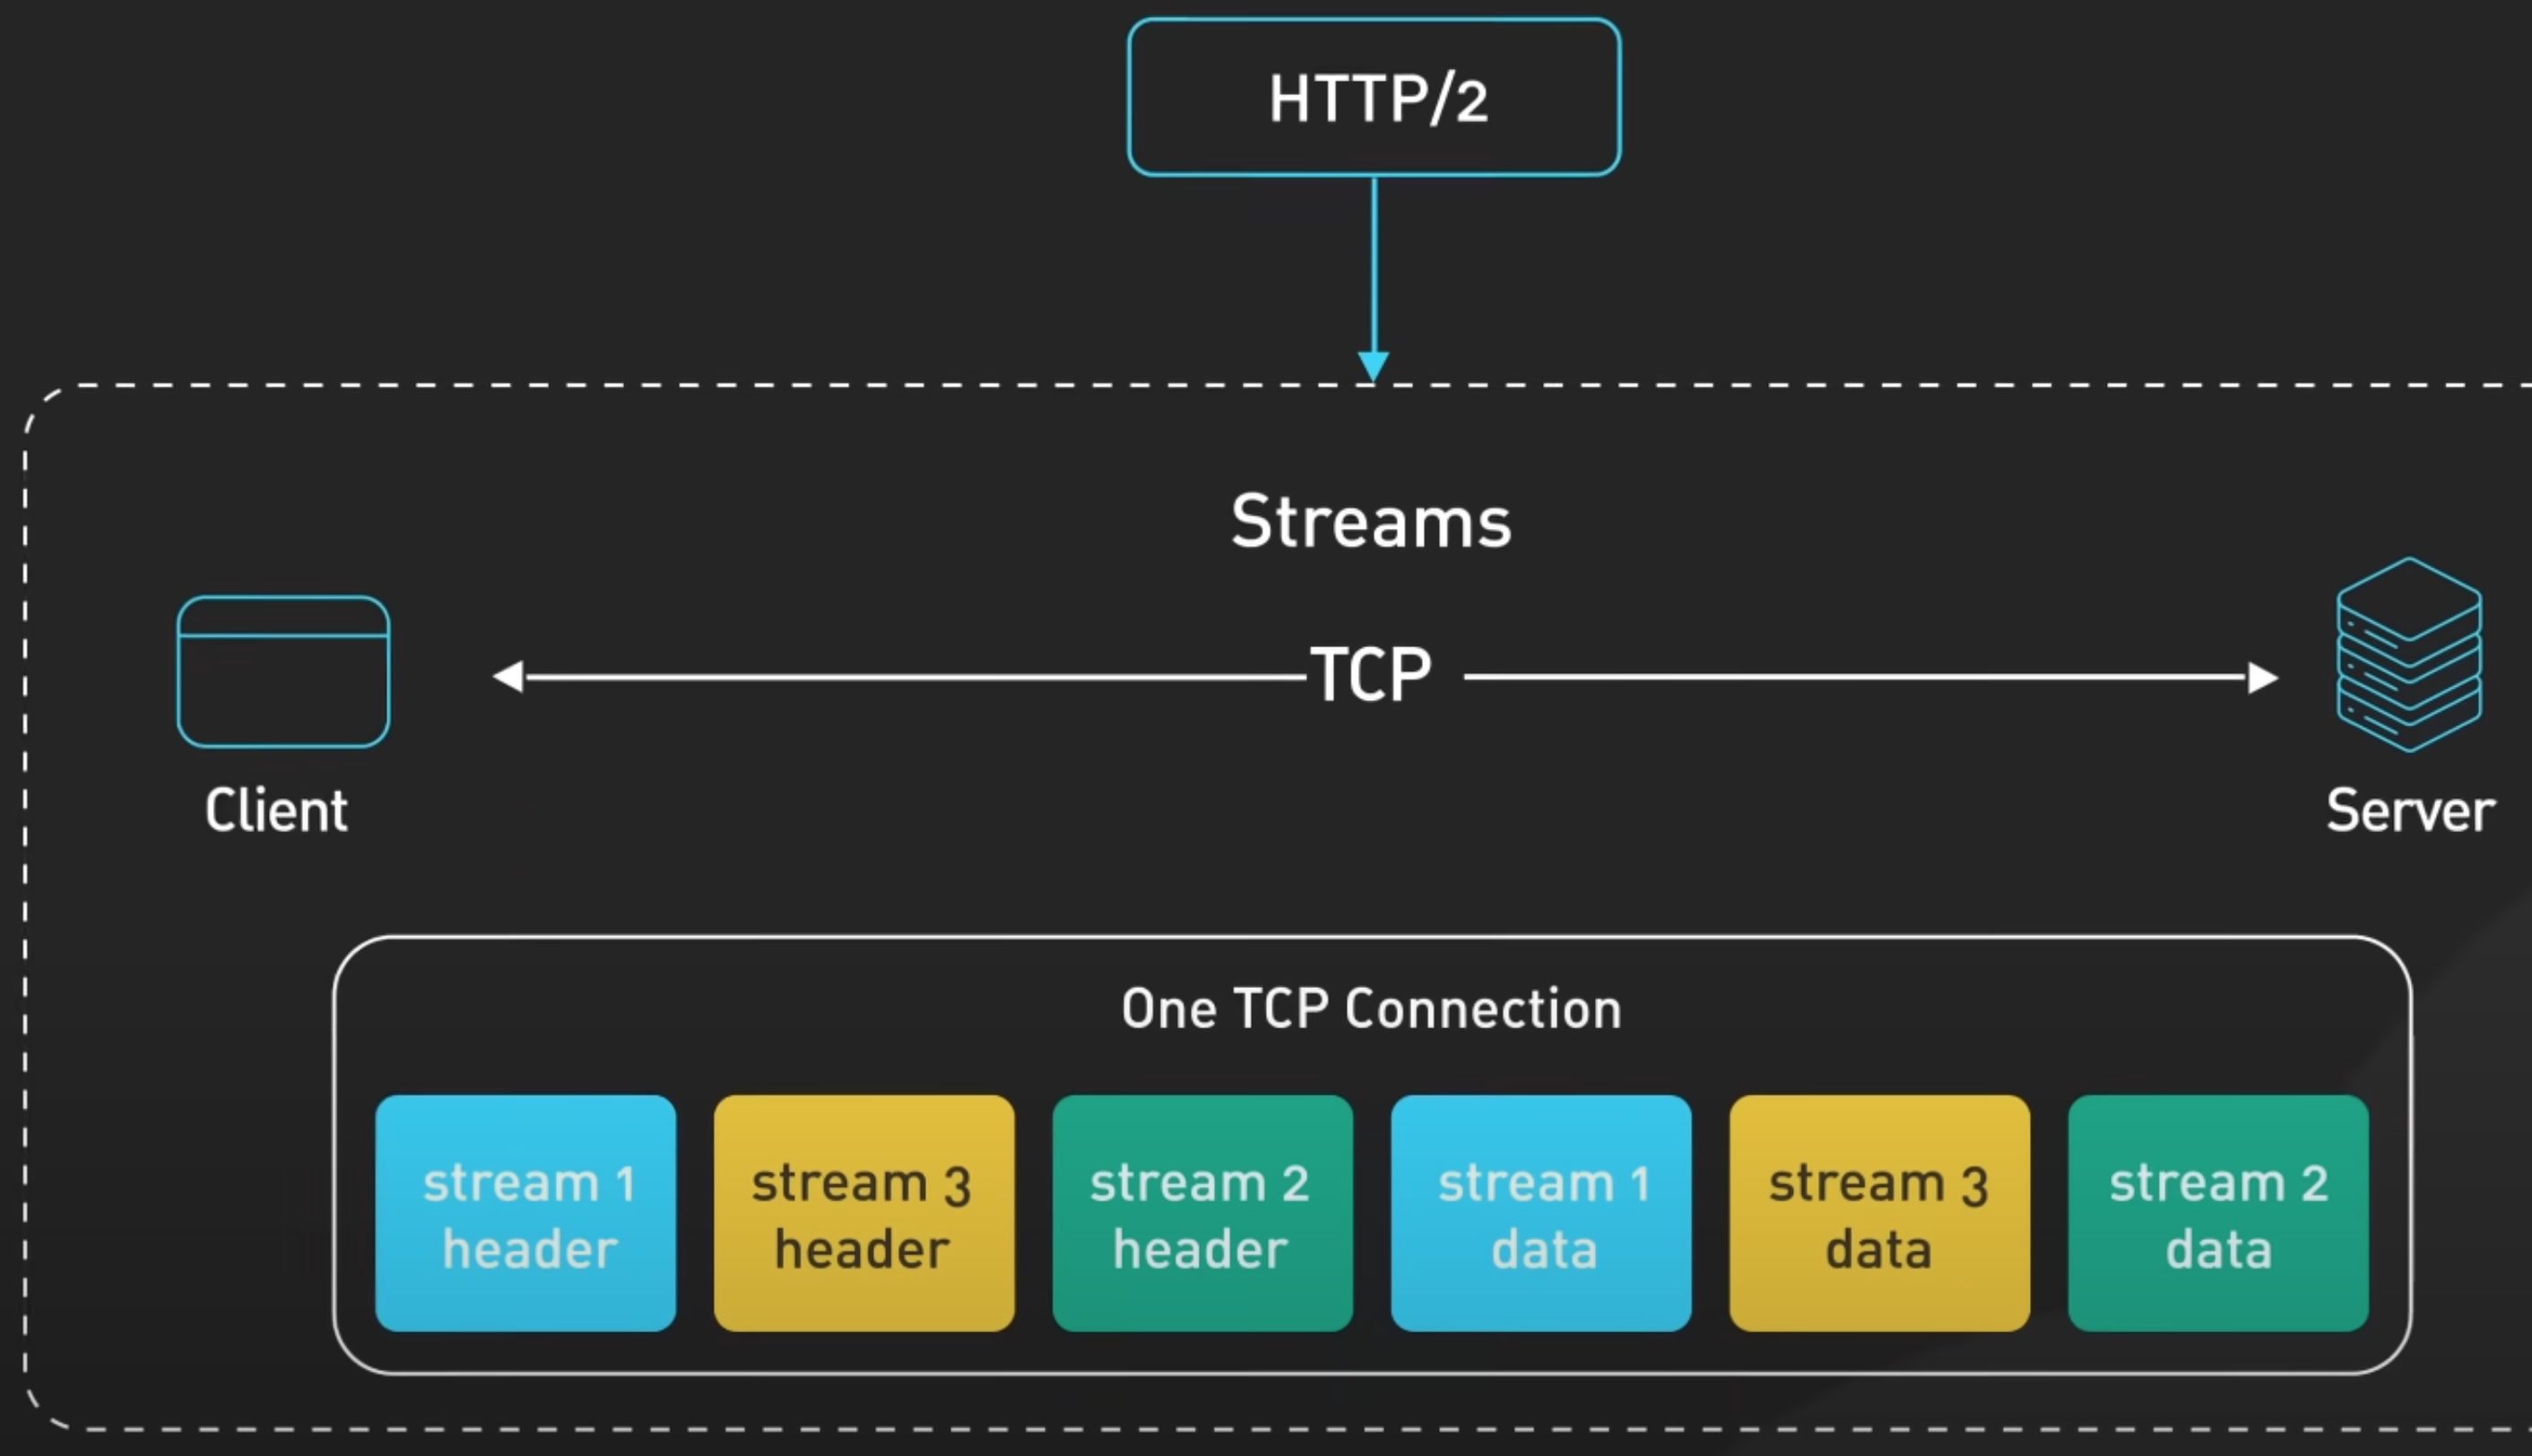 HTTP/2
Streams
TCP
Client
Server
One TCP Connection
stream 1
header
stream 3
header
stream 2
header
stream 1
data
stream 3
data
stream 2
data